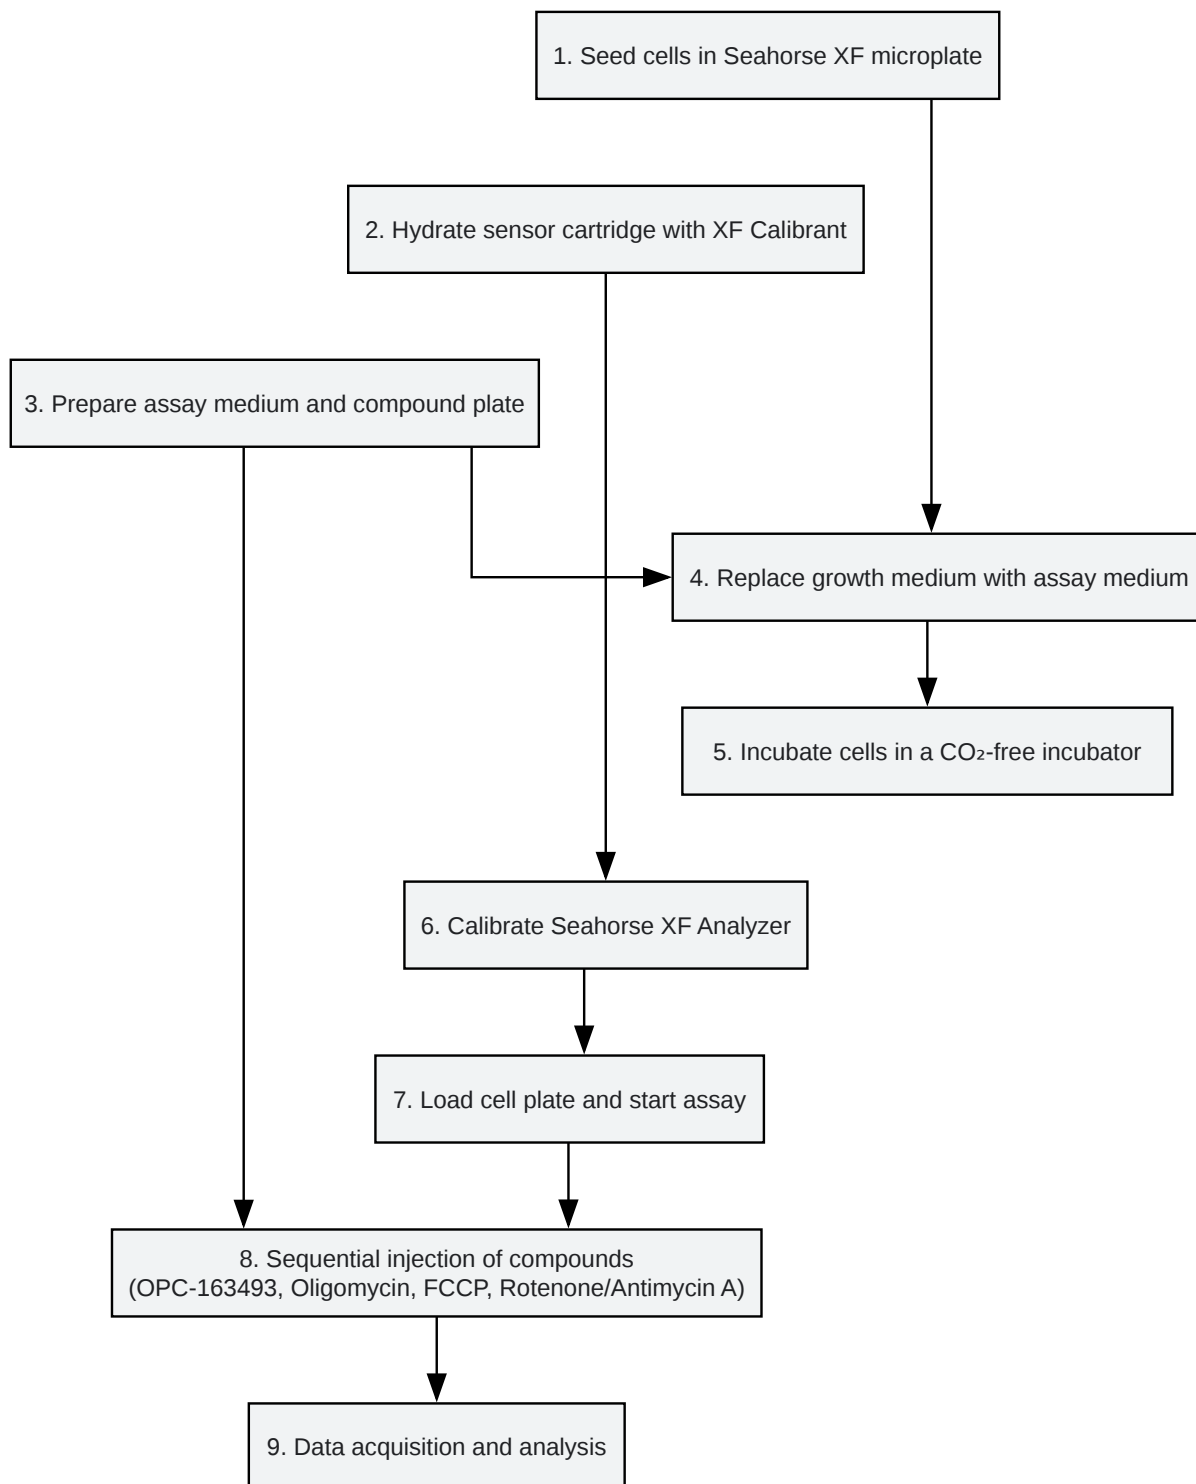 1. Seed cells in Seahorse XF microplate
2. Hydrate sensor cartridge with XF Calibrant
3. Prepare assay medium and compound plate
4. Replace growth medium with assay medium
5. Incubate cells in a CO₂-free incubator
6. Calibrate Seahorse XF Analyzer
7. Load cell plate and start assay
8. Sequential injection of compounds
(OPC-163493, Oligomycin, FCCP, Rotenone/Antimycin A)
9. Data acquisition and analysis